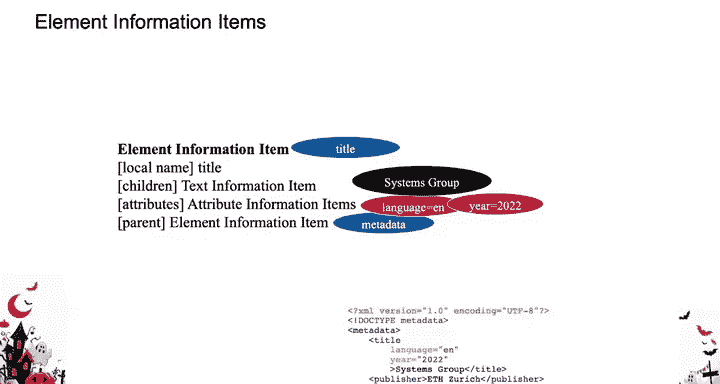 Element Information Items
Element Information Item title
[local name] title
[children] Text Information Item Systems Group
[attributes] Attribute Information Items language=en year=2022
[parent] Element Information Item metadata
<?xml version="1.0" encoding="UTF-8"?>
<!DOCTYPE metadata>
<metadata>
<title
language="en"
year="2022"
>Systems Group</title>
<publisher>ETH Zurich</publisher>